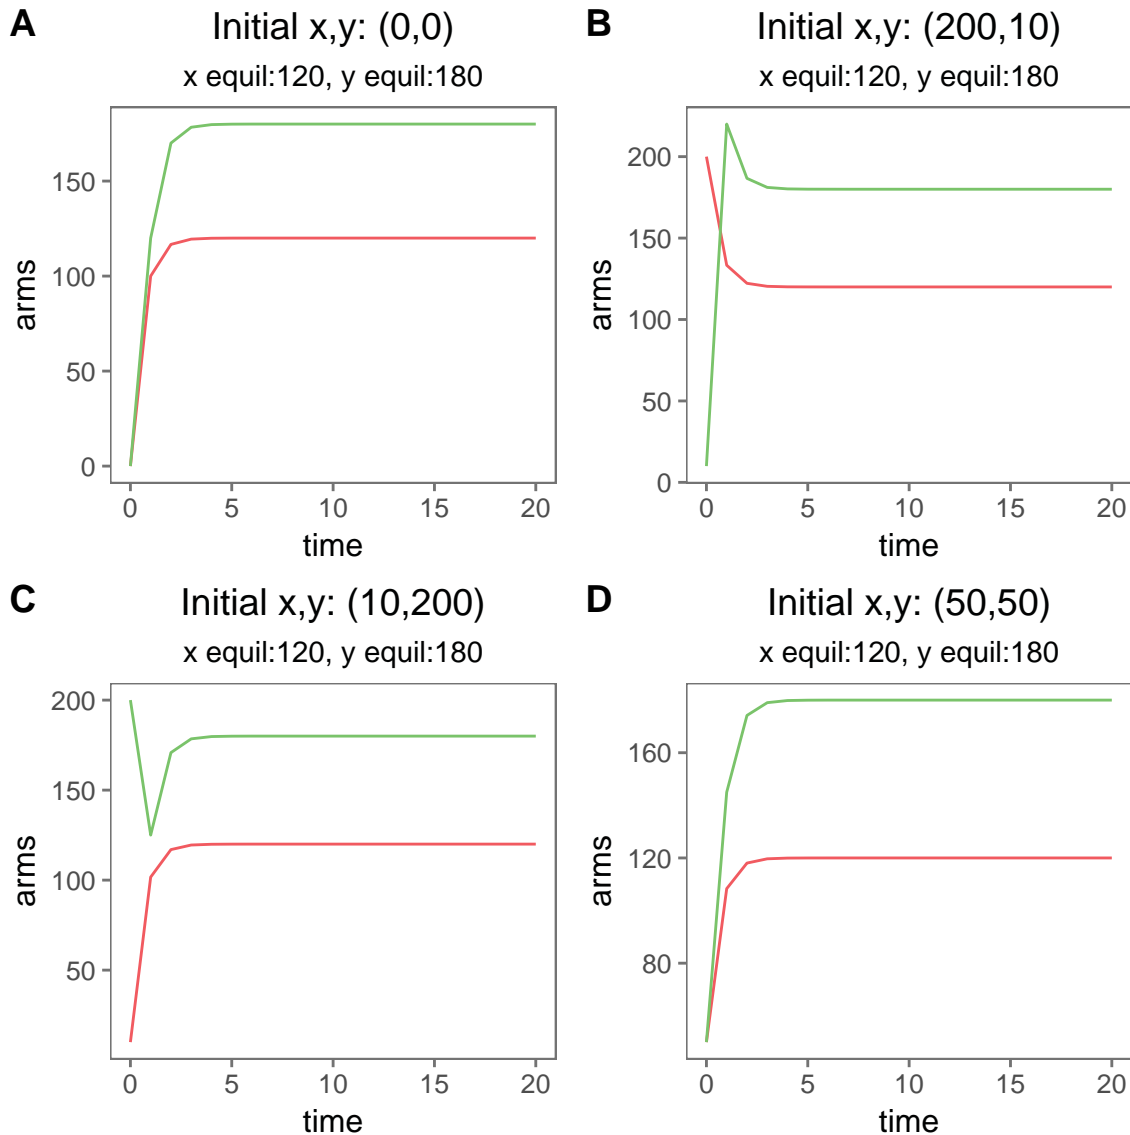 A
Initial x,y: (0,0)
x equil:120, y equil:180
arms
150
100
50
0
0 5 10 15 20
time
B
Initial x,y: (200,10)
x equil:120, y equil:180
arms
200
150
100
50
0
0 5 10 15 20
time
C
Initial x,y: (10,200)
x equil:120, y equil:180
arms
200
150
100
50
0 5 10 15 20
time
D
Initial x,y: (50,50)
x equil:120, y equil:180
arms
160
120
80
0 5 10 15 20
time